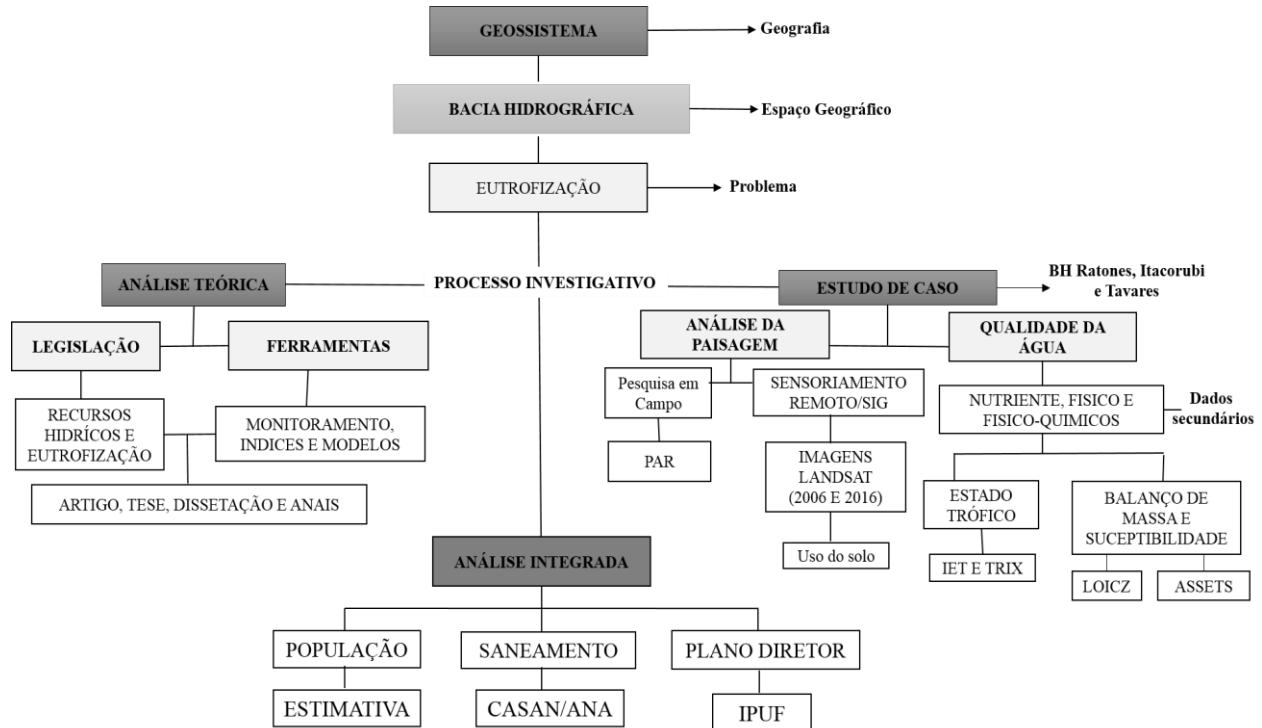 GEOSSISTEMA
Geografia
BACIA HIDROGRÁFICA
Espaço Geográfico
EUTROFIZAÇÃO
Problema
PROCESSO INVESTIGATIVO
ANÁLISE TEÓRICA
LEGISLAÇÃO
FERRAMENTAS
RECURSOS
HIDRÍCOS E
EUTROFIZAÇÃO
MONITORAMENTO,
INDICES E MODELOS
ARTIGO, TESE, DISSETAÇÃO E ANAIS
ESTUDO DE CASO
BH Ratones, Itacorubi
e Tavares
ANÁLISE DA
PAISAGEM
QUALIDADE DA
ÁGUA
Pesquisa em
Campo
PAR
SENSORIAMENTO
REMOTO/SIG
IMAGENS
LANDSAT
(2006 E 2016)
Uso do solo
NUTRIENTE, FISICO E
FISICO-QUIMICOS
Dados
secundários
ESTADO
TRÓFICO
IET E TRIX
BALANÇO DE
MASSA E
SUCEPTIBILIDADE
LOICZ
ASSETS
ANÁLISE INTEGRADA
POPULAÇÃO
SANEAMENTO
PLANO DIRETOR
ESTIMATIVA
CASAN/ANA
IPUF